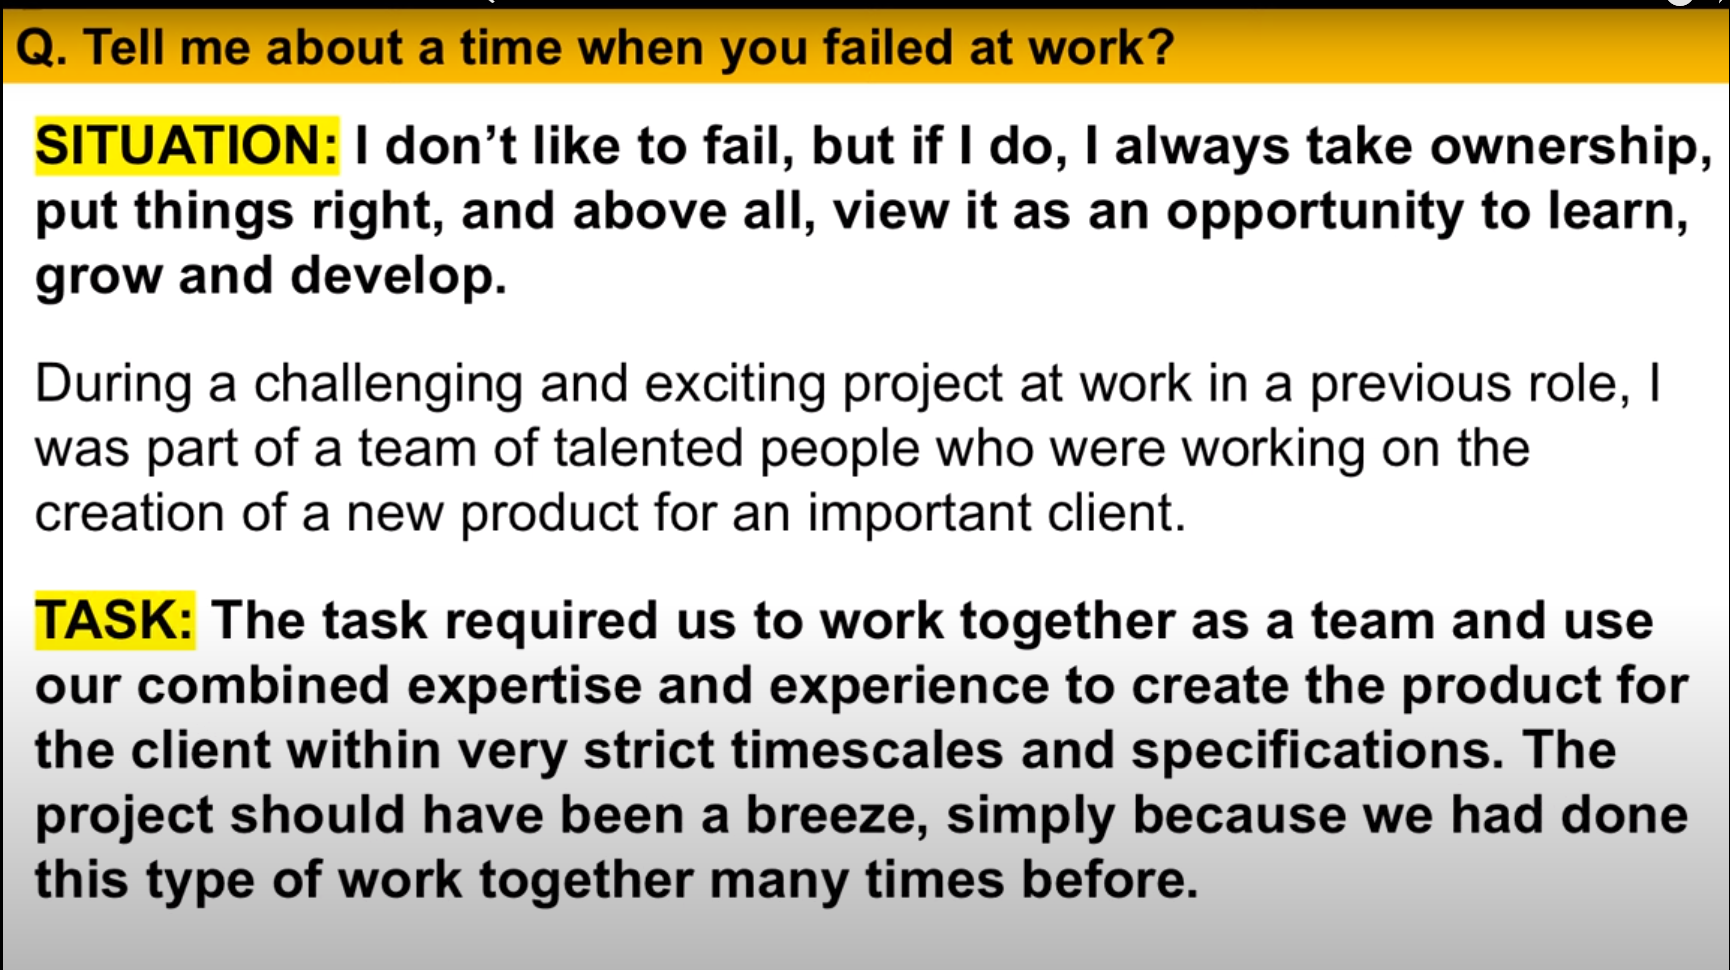 Q. Tell me about a time when you failed at work?
SITUATION: I don’t like to fail, but if I do, I always take ownership,
put things right, and above all, view it as an opportunity to learn,
grow and develop.
During a challenging and exciting project at work in a previous role, I
was part of a team of talented people who were working on the
creation of a new product for an important client.
TASK: The task required us to work together as a team and use
our combined expertise and experience to create the product for
the client within very strict timescales and specifications. The
project should have been a breeze, simply because we had done
this type of work together many times before.